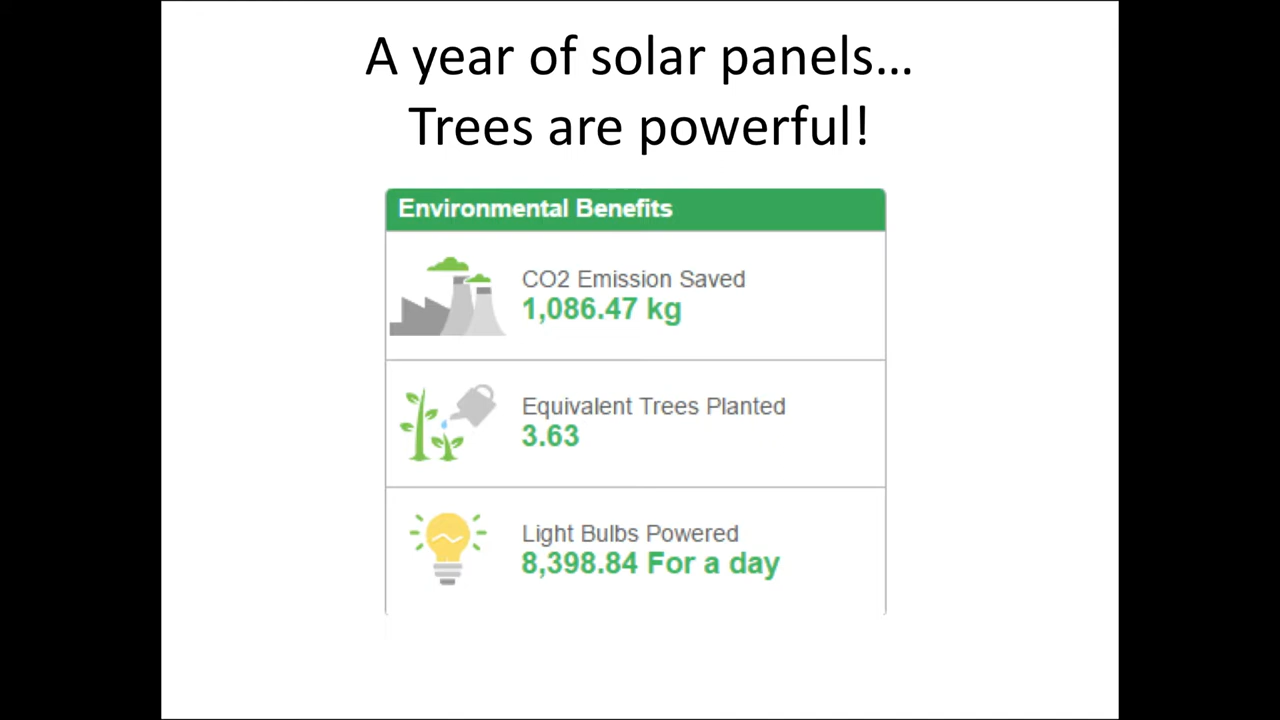 A year of solar panels…
Trees are powerful!
Environmental Benefits
CO2 Emission Saved
1,086.47 kg
Equivalent Trees Planted
3.63
Light Bulbs Powered
8,398.84 For a day